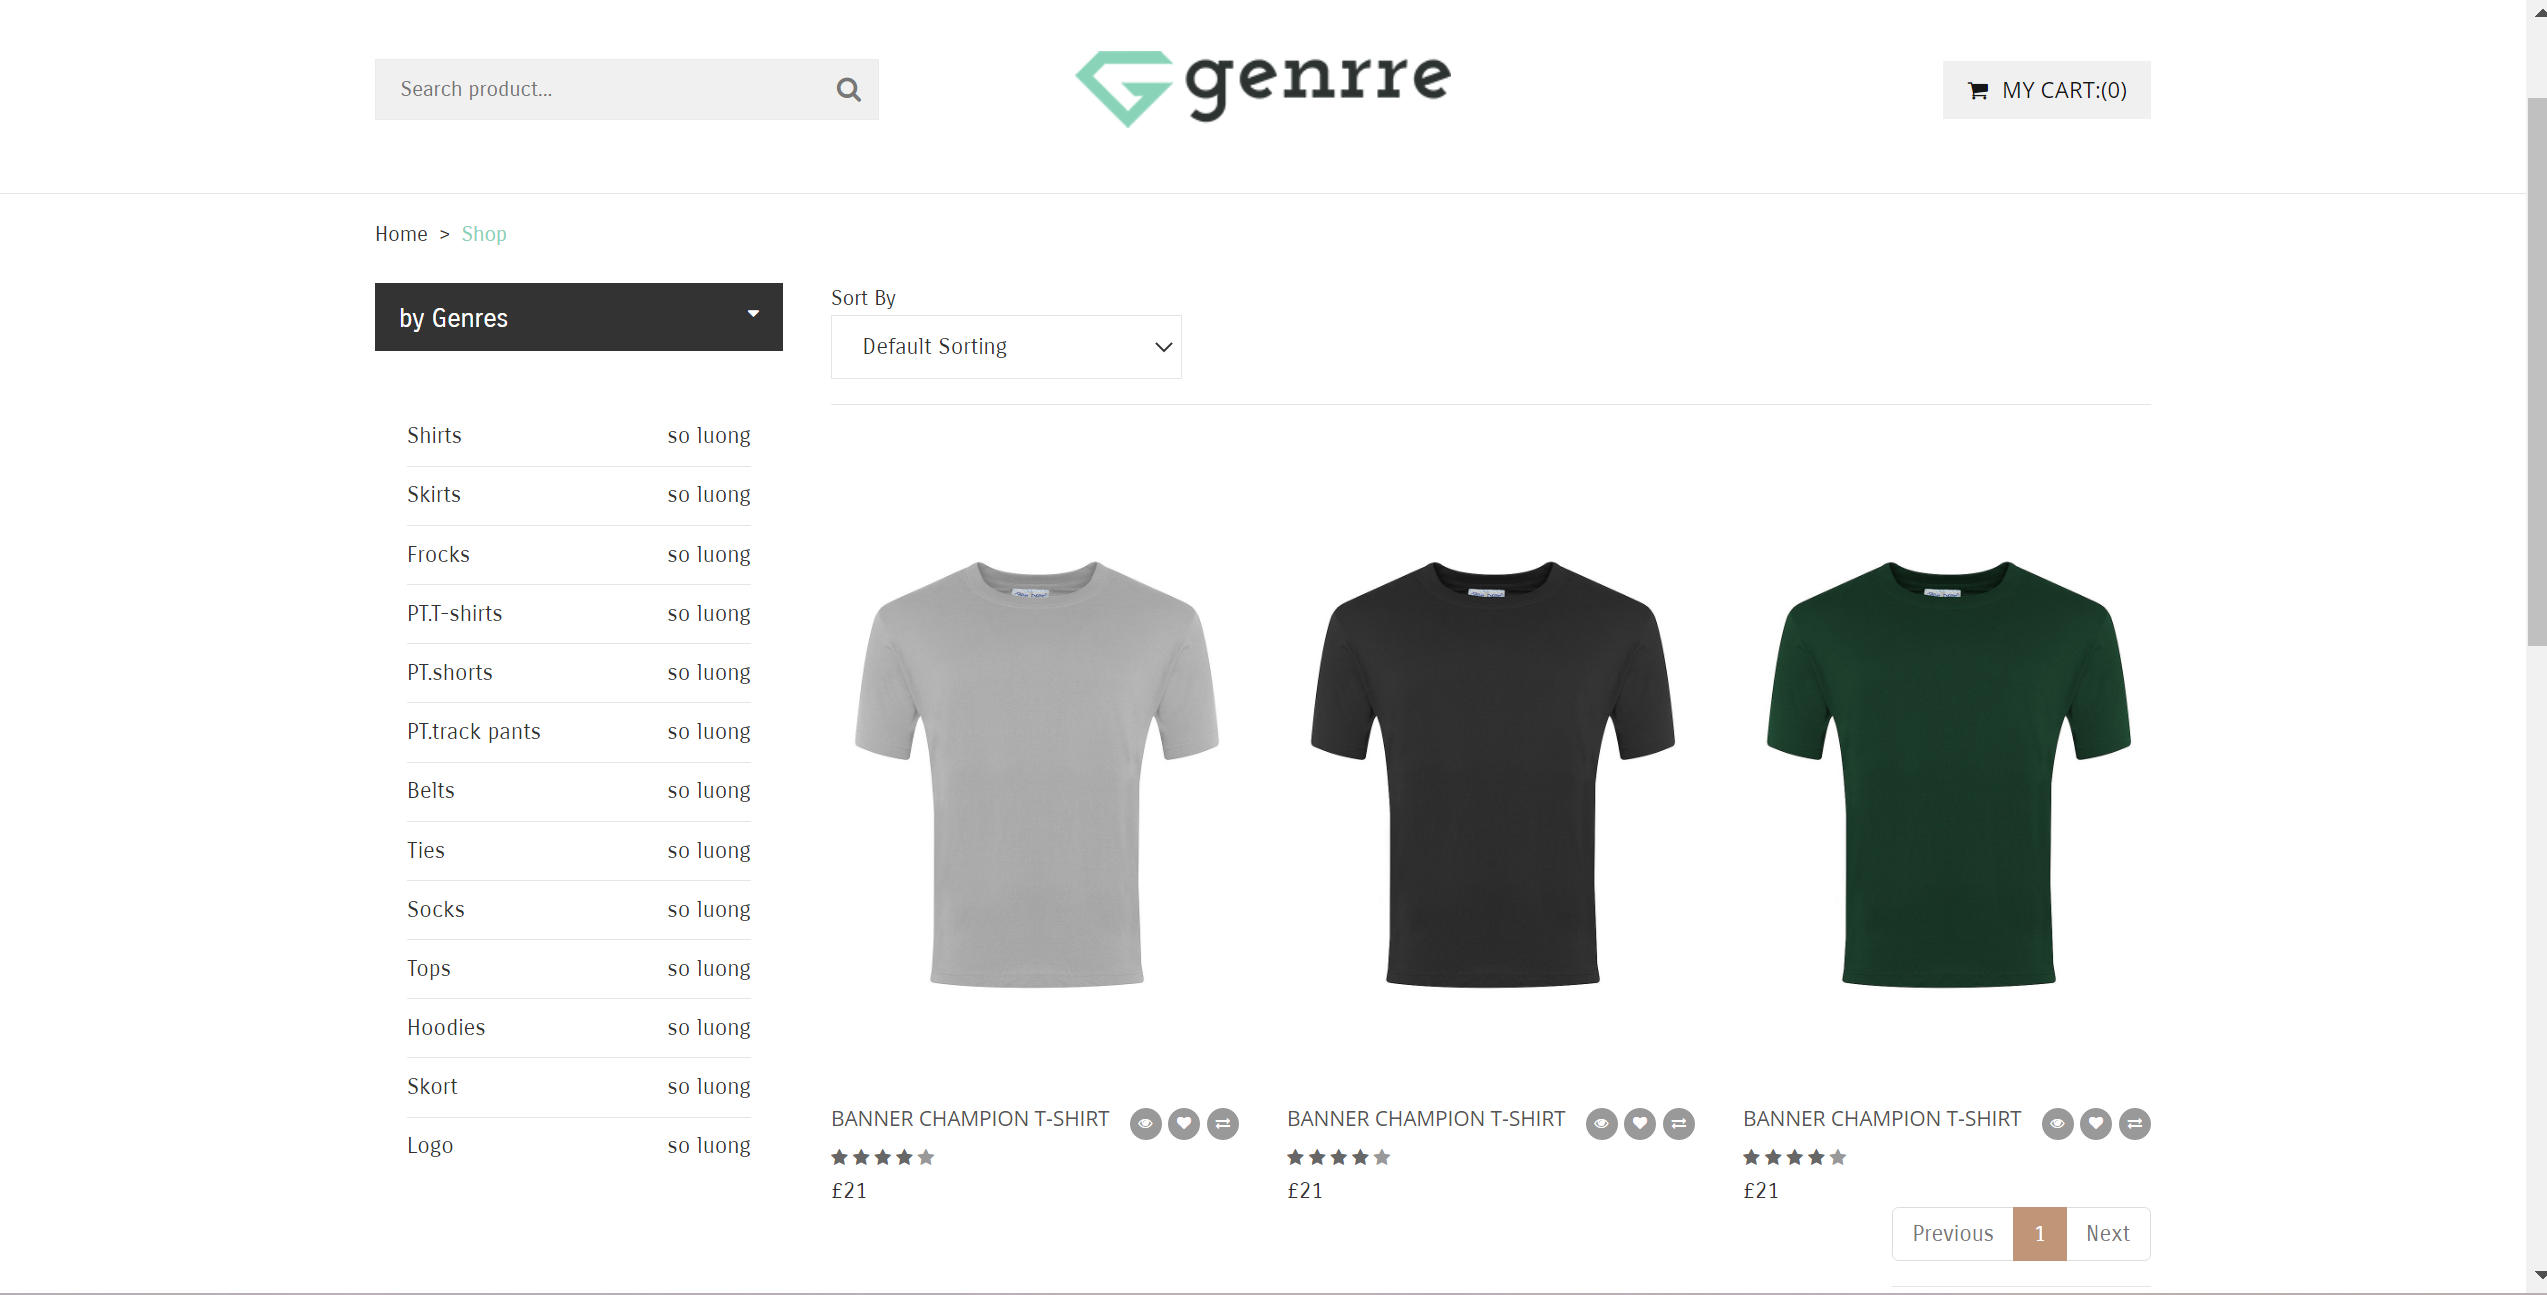 Search product...
genrre
MY CART:(0)
Home > Shop
by Genres
Sort By
Default Sorting
Shirts so luong
Skirts so luong
Frocks so luong
PT.T-shirts so luong
PT.shorts so luong
PT.track pants so luong
Belts so luong
Ties so luong
Socks so luong
Tops so luong
Hoodies so luong
Skort so luong
Logo so luong
BANNER CHAMPION T-SHIRT
£21
BANNER CHAMPION T-SHIRT
£21
BANNER CHAMPION T-SHIRT
£21
Previous 1 Next